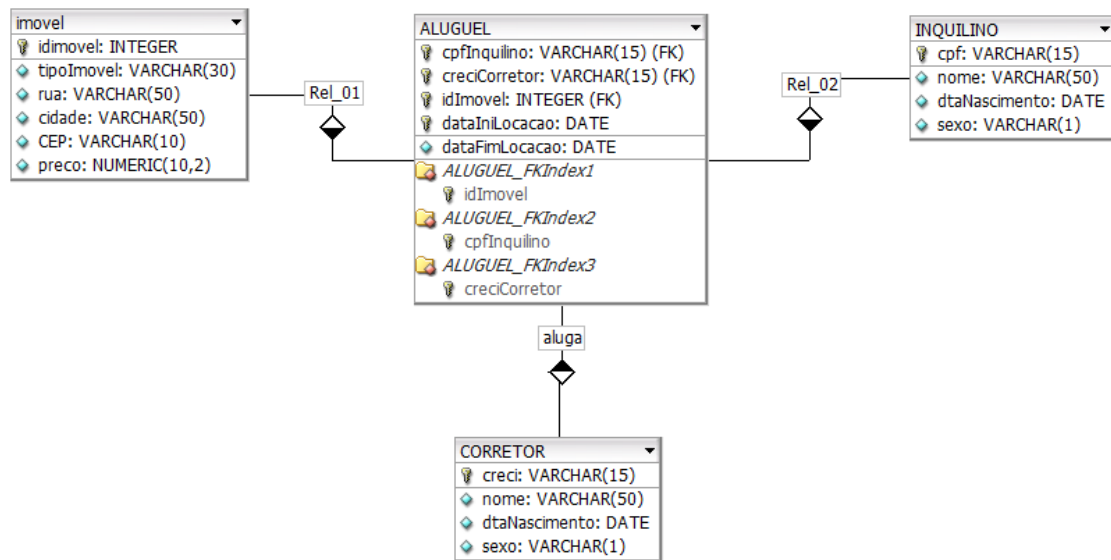 imovel
idimovel: INTEGER
tipoImovel: VARCHAR(30)
rua: VARCHAR(50)
cidade: VARCHAR(50)
CEP: VARCHAR(10)
preco: NUMERIC(10,2)
Rel_01
ALUGUEL
cpfInquilino: VARCHAR(15) (FK)
creciCorretor: VARCHAR(15) (FK)
idImovel: INTEGER (FK)
dataIniLocacao: DATE
dataFimLocacao: DATE
ALUGUEL_FKIndex1
idImovel
ALUGUEL_FKIndex2
cpfInquilino
ALUGUEL_FKIndex3
creciCorretor
Rel_02
INQUILINO
cpf: VARCHAR(15)
nome: VARCHAR(50)
dtaNascimento: DATE
sexo: VARCHAR(1)
aluga
CORRETOR
creci: VARCHAR(15)
nome: VARCHAR(50)
dtaNascimento: DATE
sexo: VARCHAR(1)